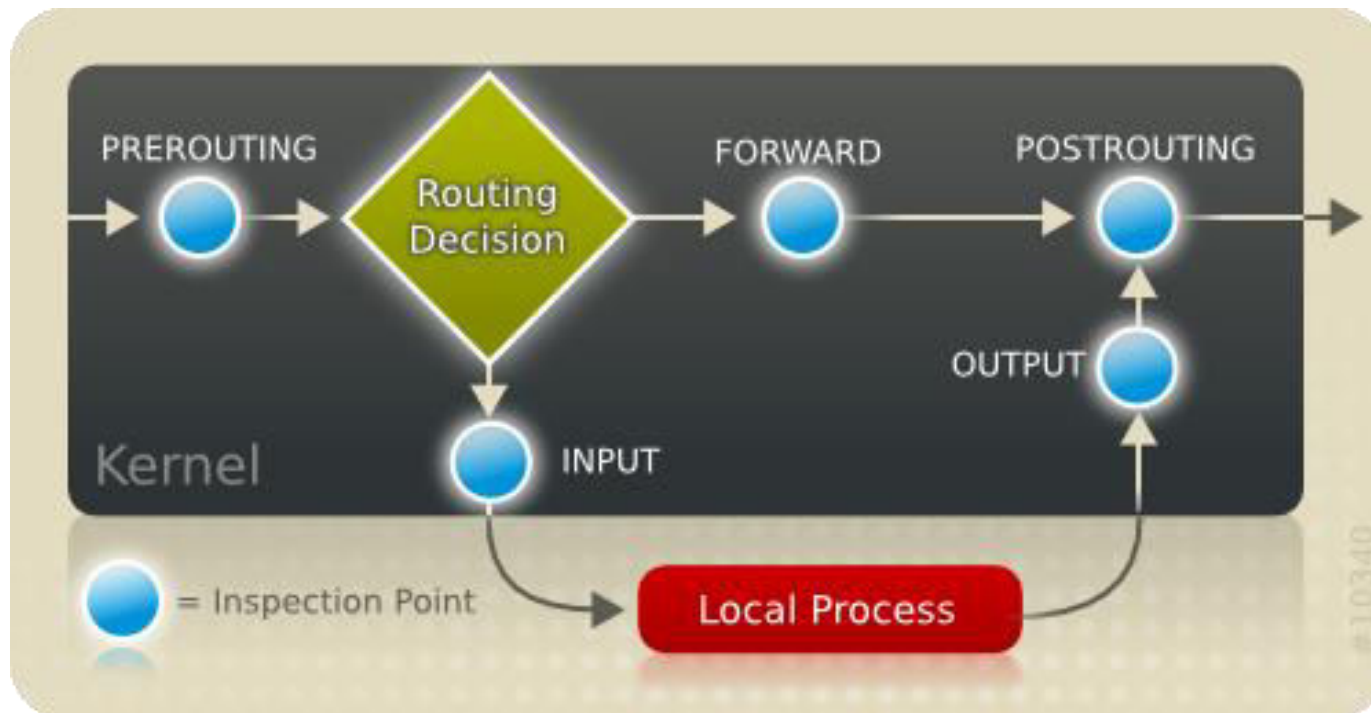 PREROUTING
Routing
Decision
FORWARD
POSTROUTING
OUTPUT
INPUT
Kernel
= Inspection Point
Local Process